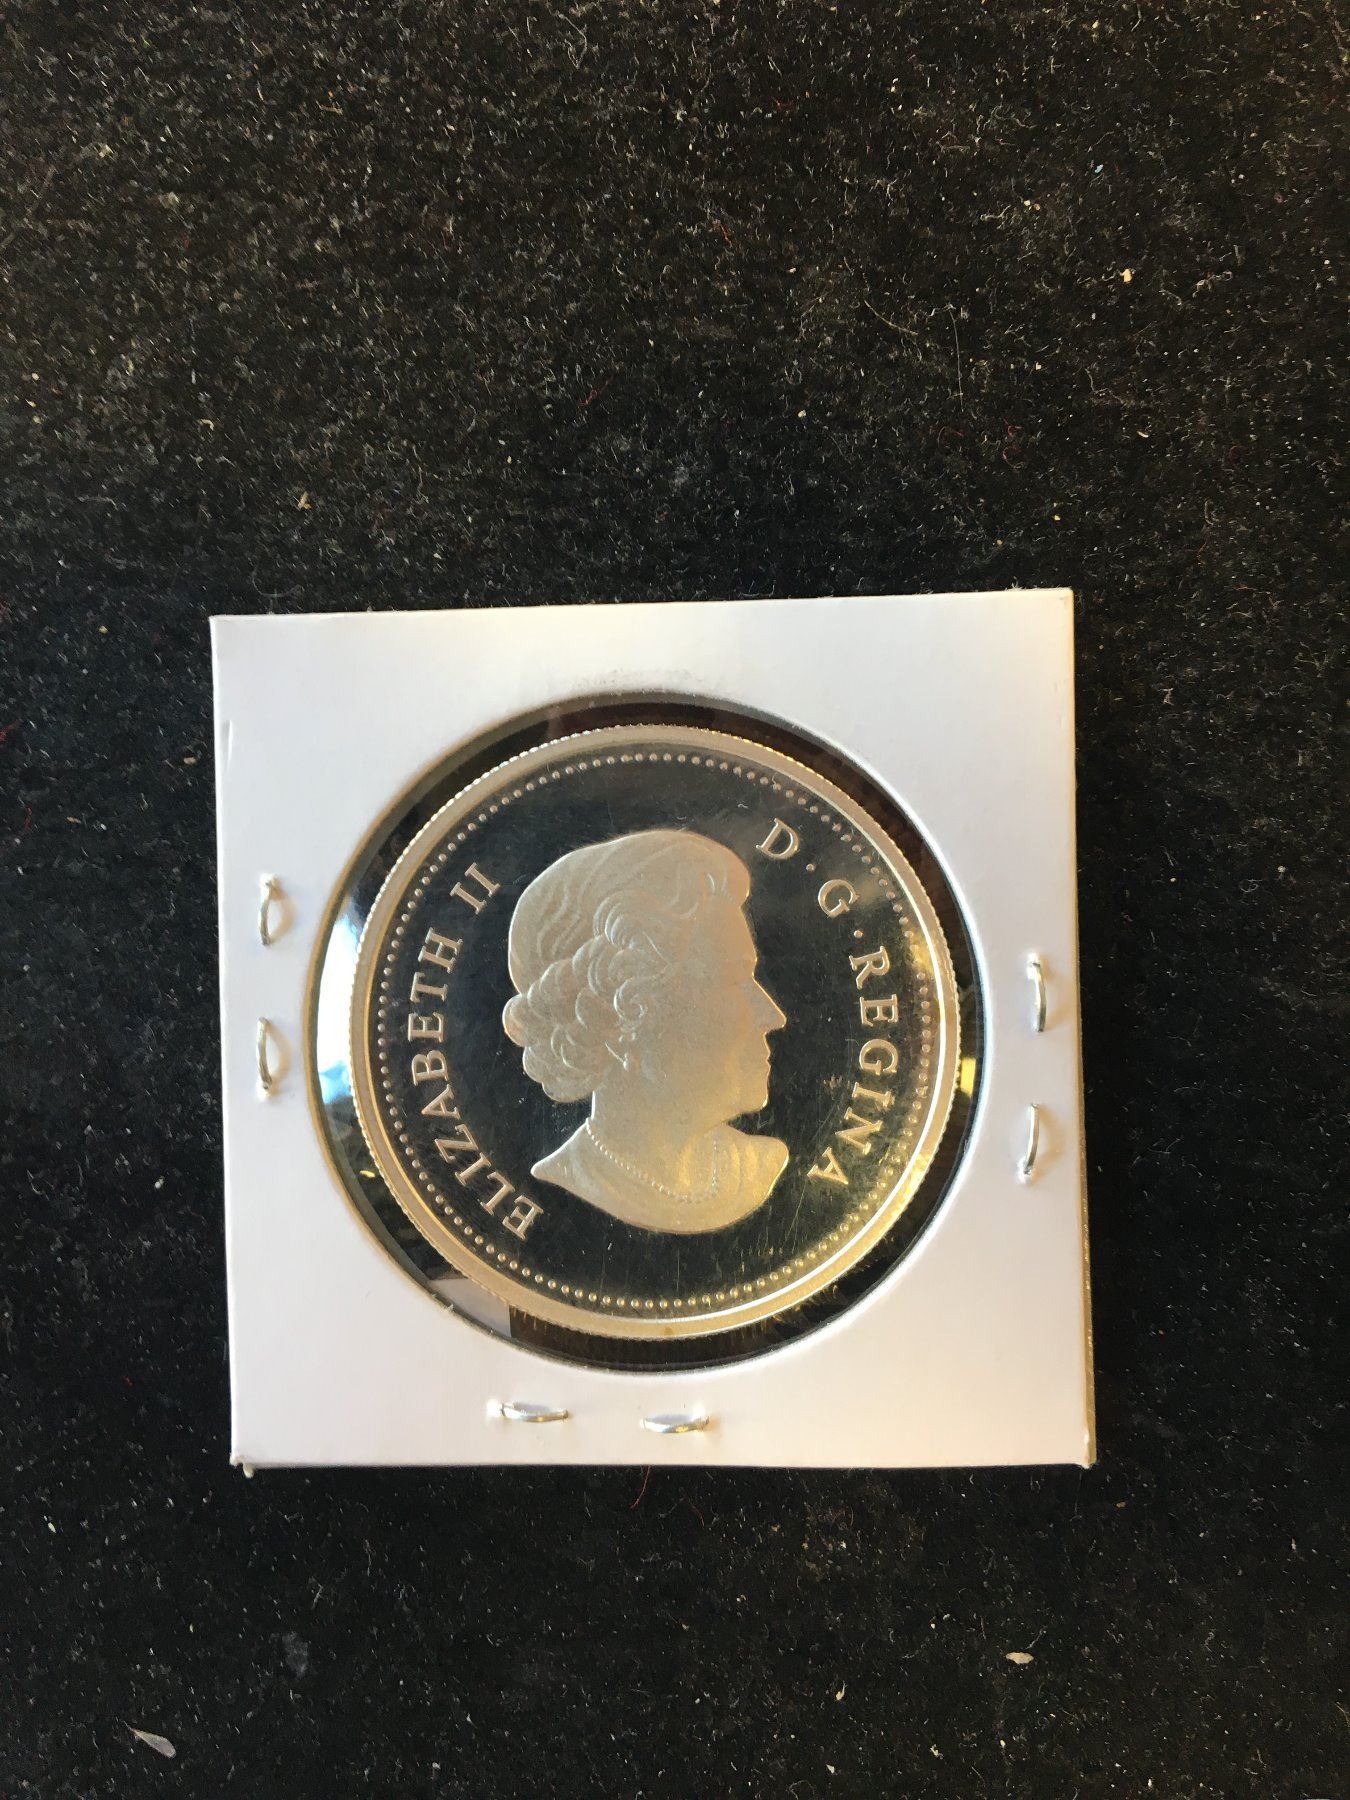 ELIZABETH II
D · G · REGINA